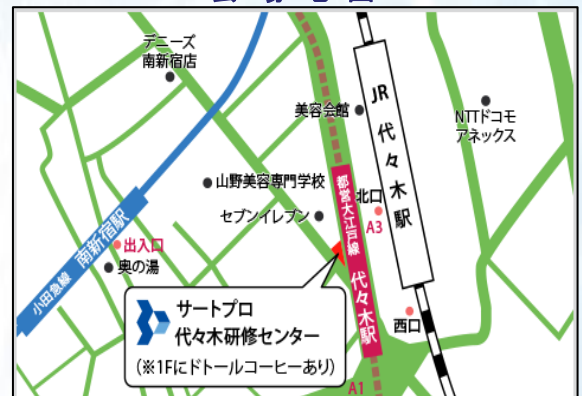 会場地図
デニーズ
南新宿店
美容会館
JR 代々木駅
NTTドコモ
アネックス
山野美容専門学校
セブンイレブン
都営大江戸線 代々木駅
北口
A3
小田急線 南新宿駅
出入口
奥の湯
サートプロ
代々木研修センター
(※1Fにドトールコーヒーあり)
西口
A1